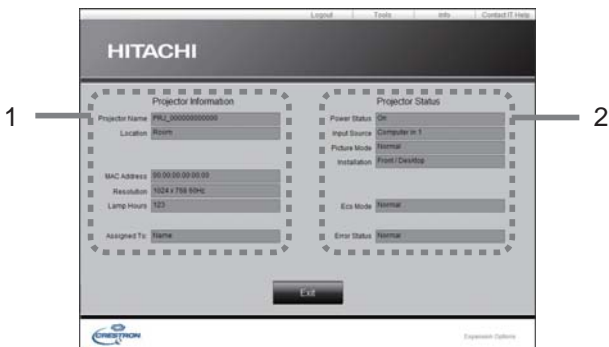 Logout Tools Info Contact IT Help
HITACHI
1
Projector Information
Projector Name PRJ_000000000000
Location Room
MAC Address 00:00:00:00:00:00
Resolution 1024 x 768 60Hz
Lamp Hours 123
Assigned To: Name
2
Projector Status
Power Status On
Input Source Computer in 1
Picture Mode Normal
Installation Front / Desktop
Eco Mode Normal
Error Status Normal
Exit
CRESTRON
Expansion Options